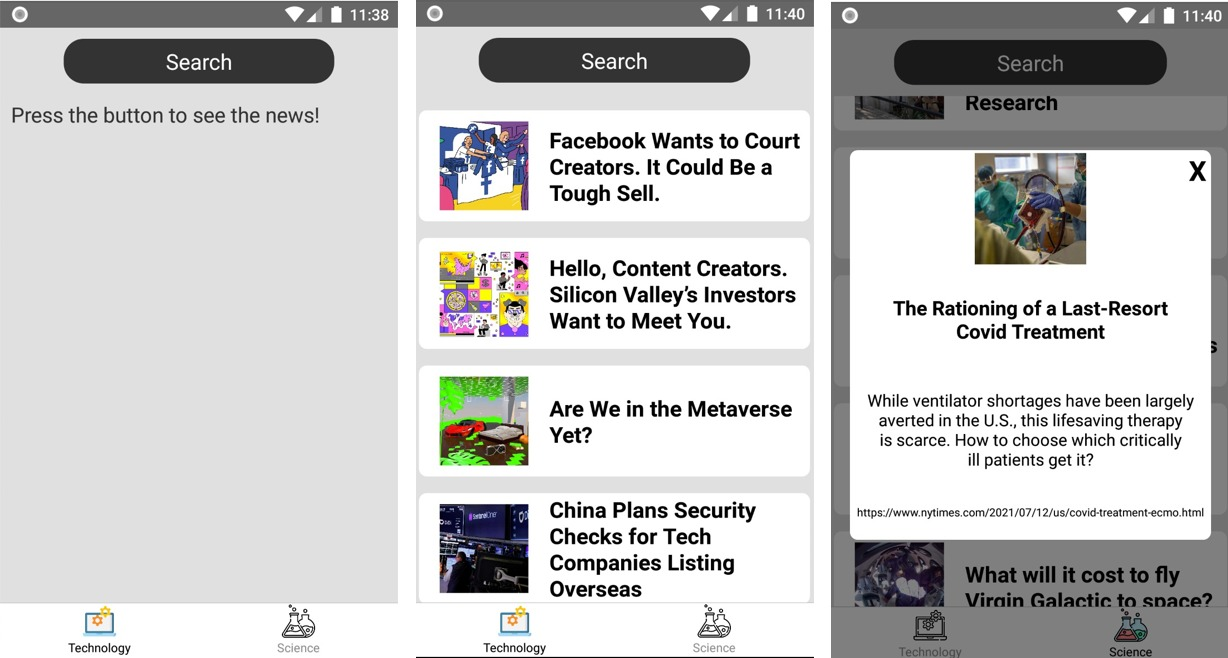 11:38
Search
Press the button to see the news!
Technology
Science
11:40
Search
Facebook Wants to Court
Creators. It Could Be a
Tough Sell.
Hello, Content Creators.
Silicon Valley’s Investors
Want to Meet You.
Are We in the Metaverse
Yet?
China Plans Security
Checks for Tech
Companies Listing
Overseas
Technology
Science
11:40
Search
Research
X
The Rationing of a Last-Resort
Covid Treatment
s
While ventilator shortages have been largely
averted in the U.S., this lifesaving therapy
is scarce. How to choose which critically
ill patients get it?
https://www.nytimes.com/2021/07/12/us/covid-treatment-ecmo.html
What will it cost to fly
Virgin Galactic to space?
Technology
Science